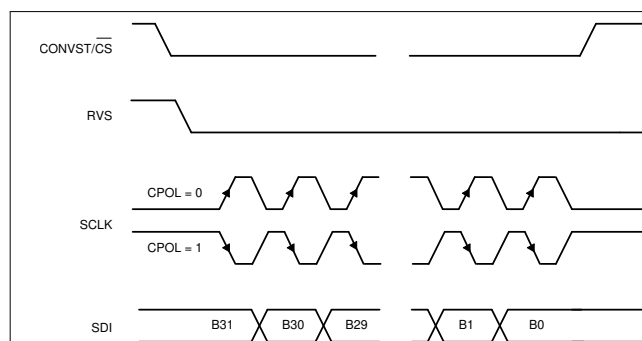 CONVST/CS
RVS
CPOL = 0
SCLK
CPOL = 1
SDI B31 B30 B29 B1 B0